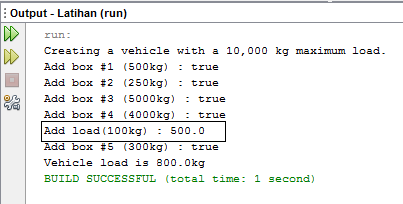 Output - Latihan (run)
run:
Creating a vehicle with a 10,000 kg maximum load.
Add box #1 (500kg) : true
Add box #2 (250kg) : true
Add box #3 (5000kg) : true
Add box #4 (4000kg) : true
Add load(100kg) : 500.0
Add box #5 (300kg) : true
Vehicle load is 800.0kg
BUILD SUCCESSFUL (total time: 1 second)